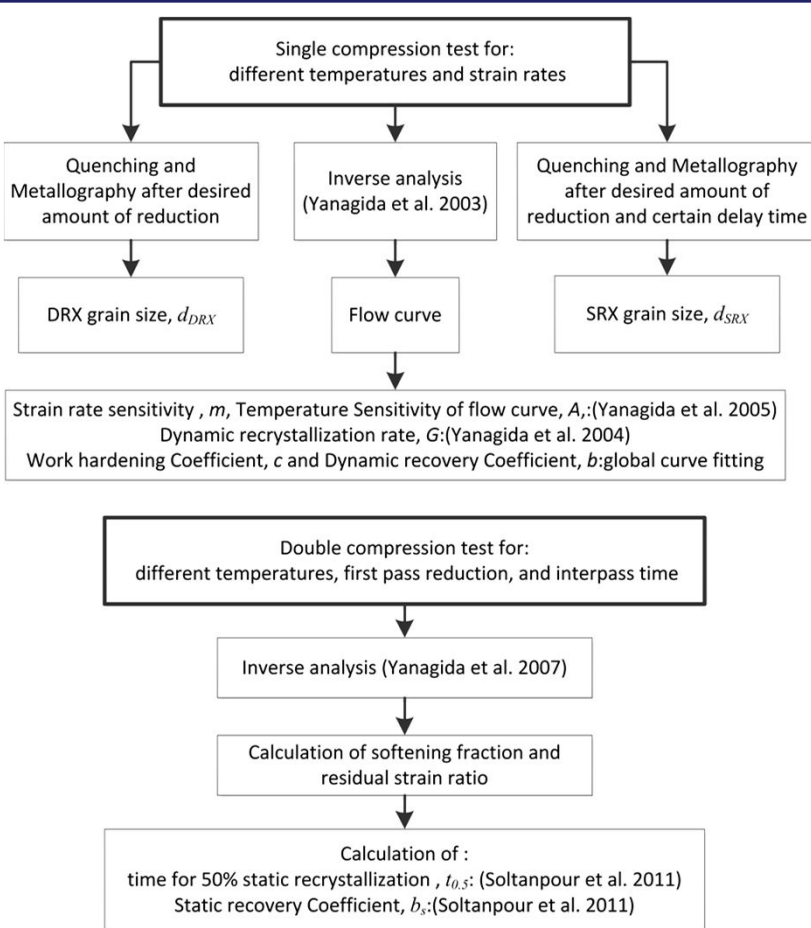 Single compression test for:
different temperatures and strain rates
Quenching and
Metallography after desired
amount of reduction
Inverse analysis
(Yanagida et al. 2003)
Quenching and Metallography
after desired amount of
reduction and certain delay time
DRX grain size, d_DRX
Flow curve
SRX grain size, d_SRX
Strain rate sensitivity , m, Temperature Sensitivity of flow curve, A,:(Yanagida et al. 2005)
Dynamic recrystallization rate, G:(Yanagida et al. 2004)
Work hardening Coefficient, c and Dynamic recovery Coefficient, b:global curve fitting
Double compression test for:
different temperatures, first pass reduction, and interpass time
Inverse analysis (Yanagida et al. 2007)
Calculation of softening fraction and
residual strain ratio
Calculation of :
time for 50% static recrystallization , t_0.5: (Soltanpour et al. 2011)
Static recovery Coefficient, b_s:(Soltanpour et al. 2011)